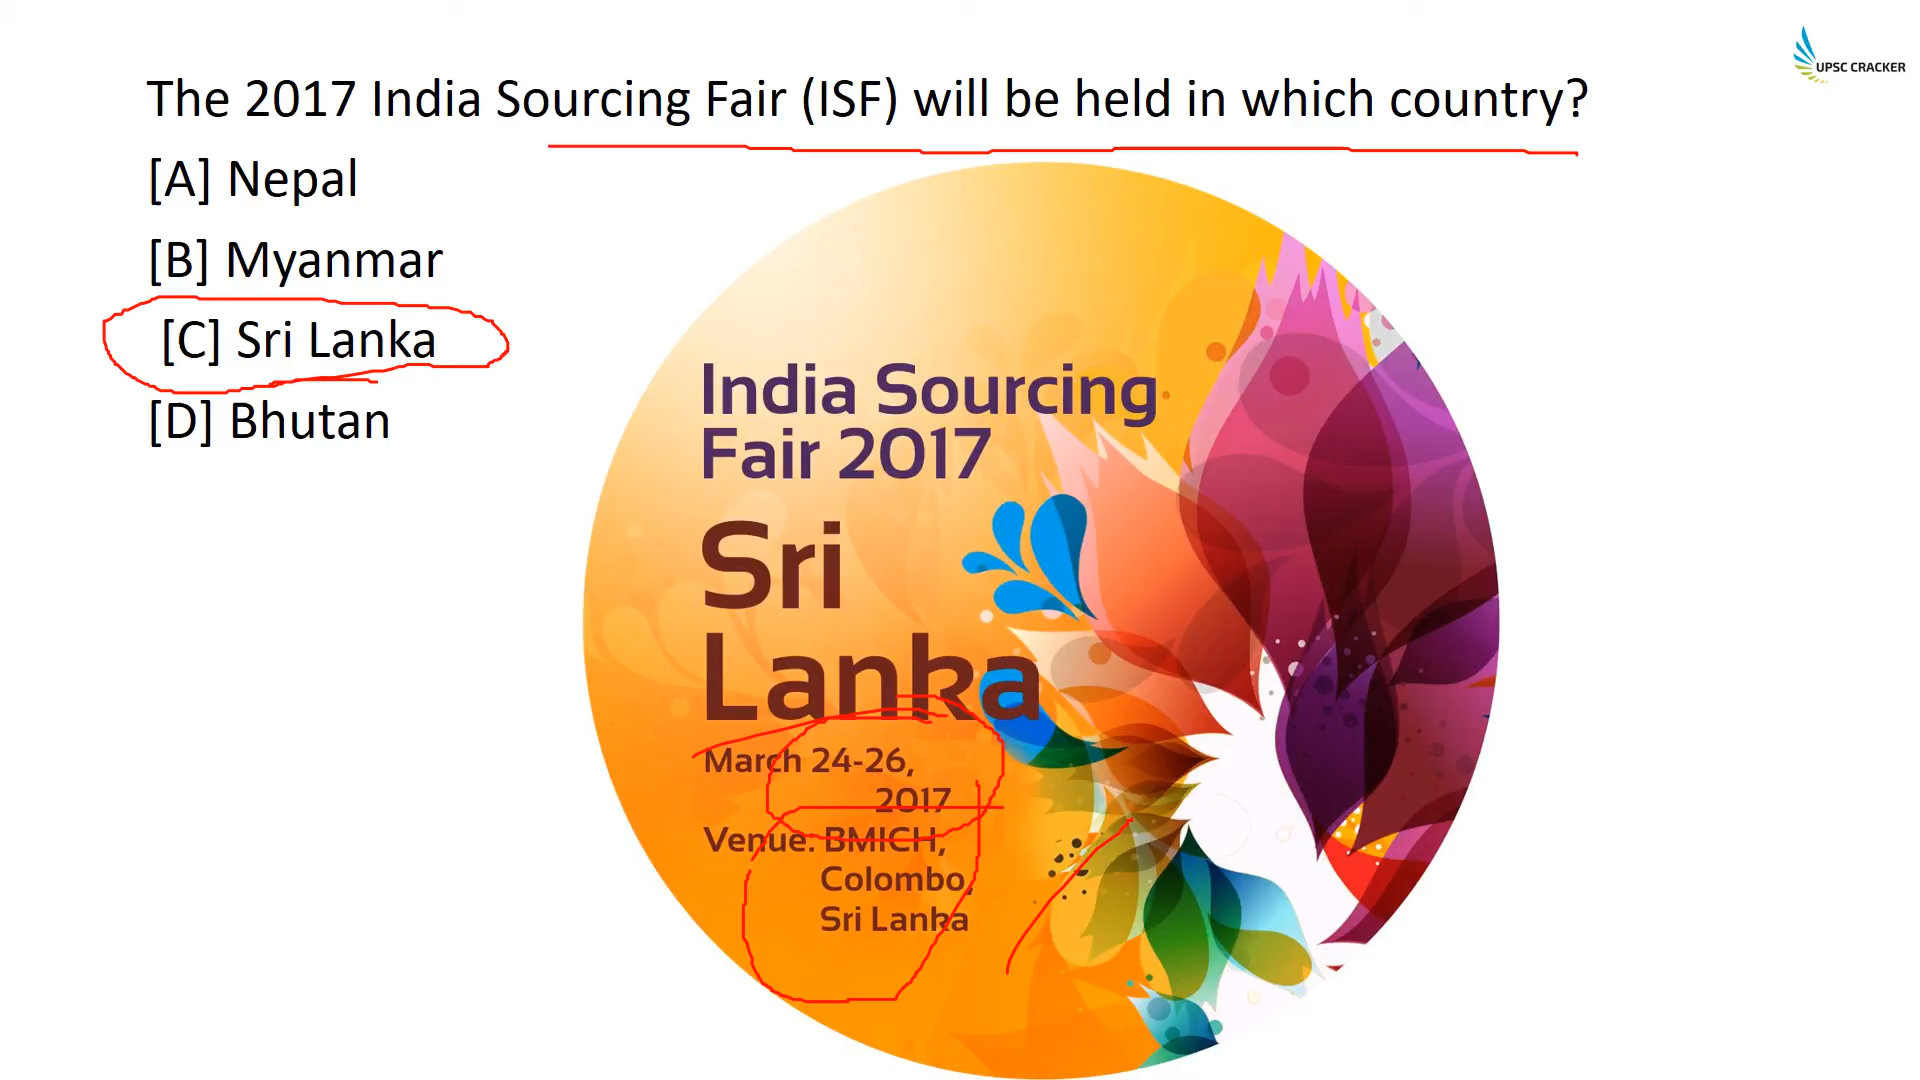 UPSC CRACKER
The 2017 India Sourcing Fair (ISF) will be held in which country?
[A] Nepal
[B] Myanmar
[C] Sri Lanka
[D] Bhutan
India Sourcing
Fair 2017
Sri
Lanka
March 24-26,
2017
Venue: BMICH,
Colombo,
Sri Lanka